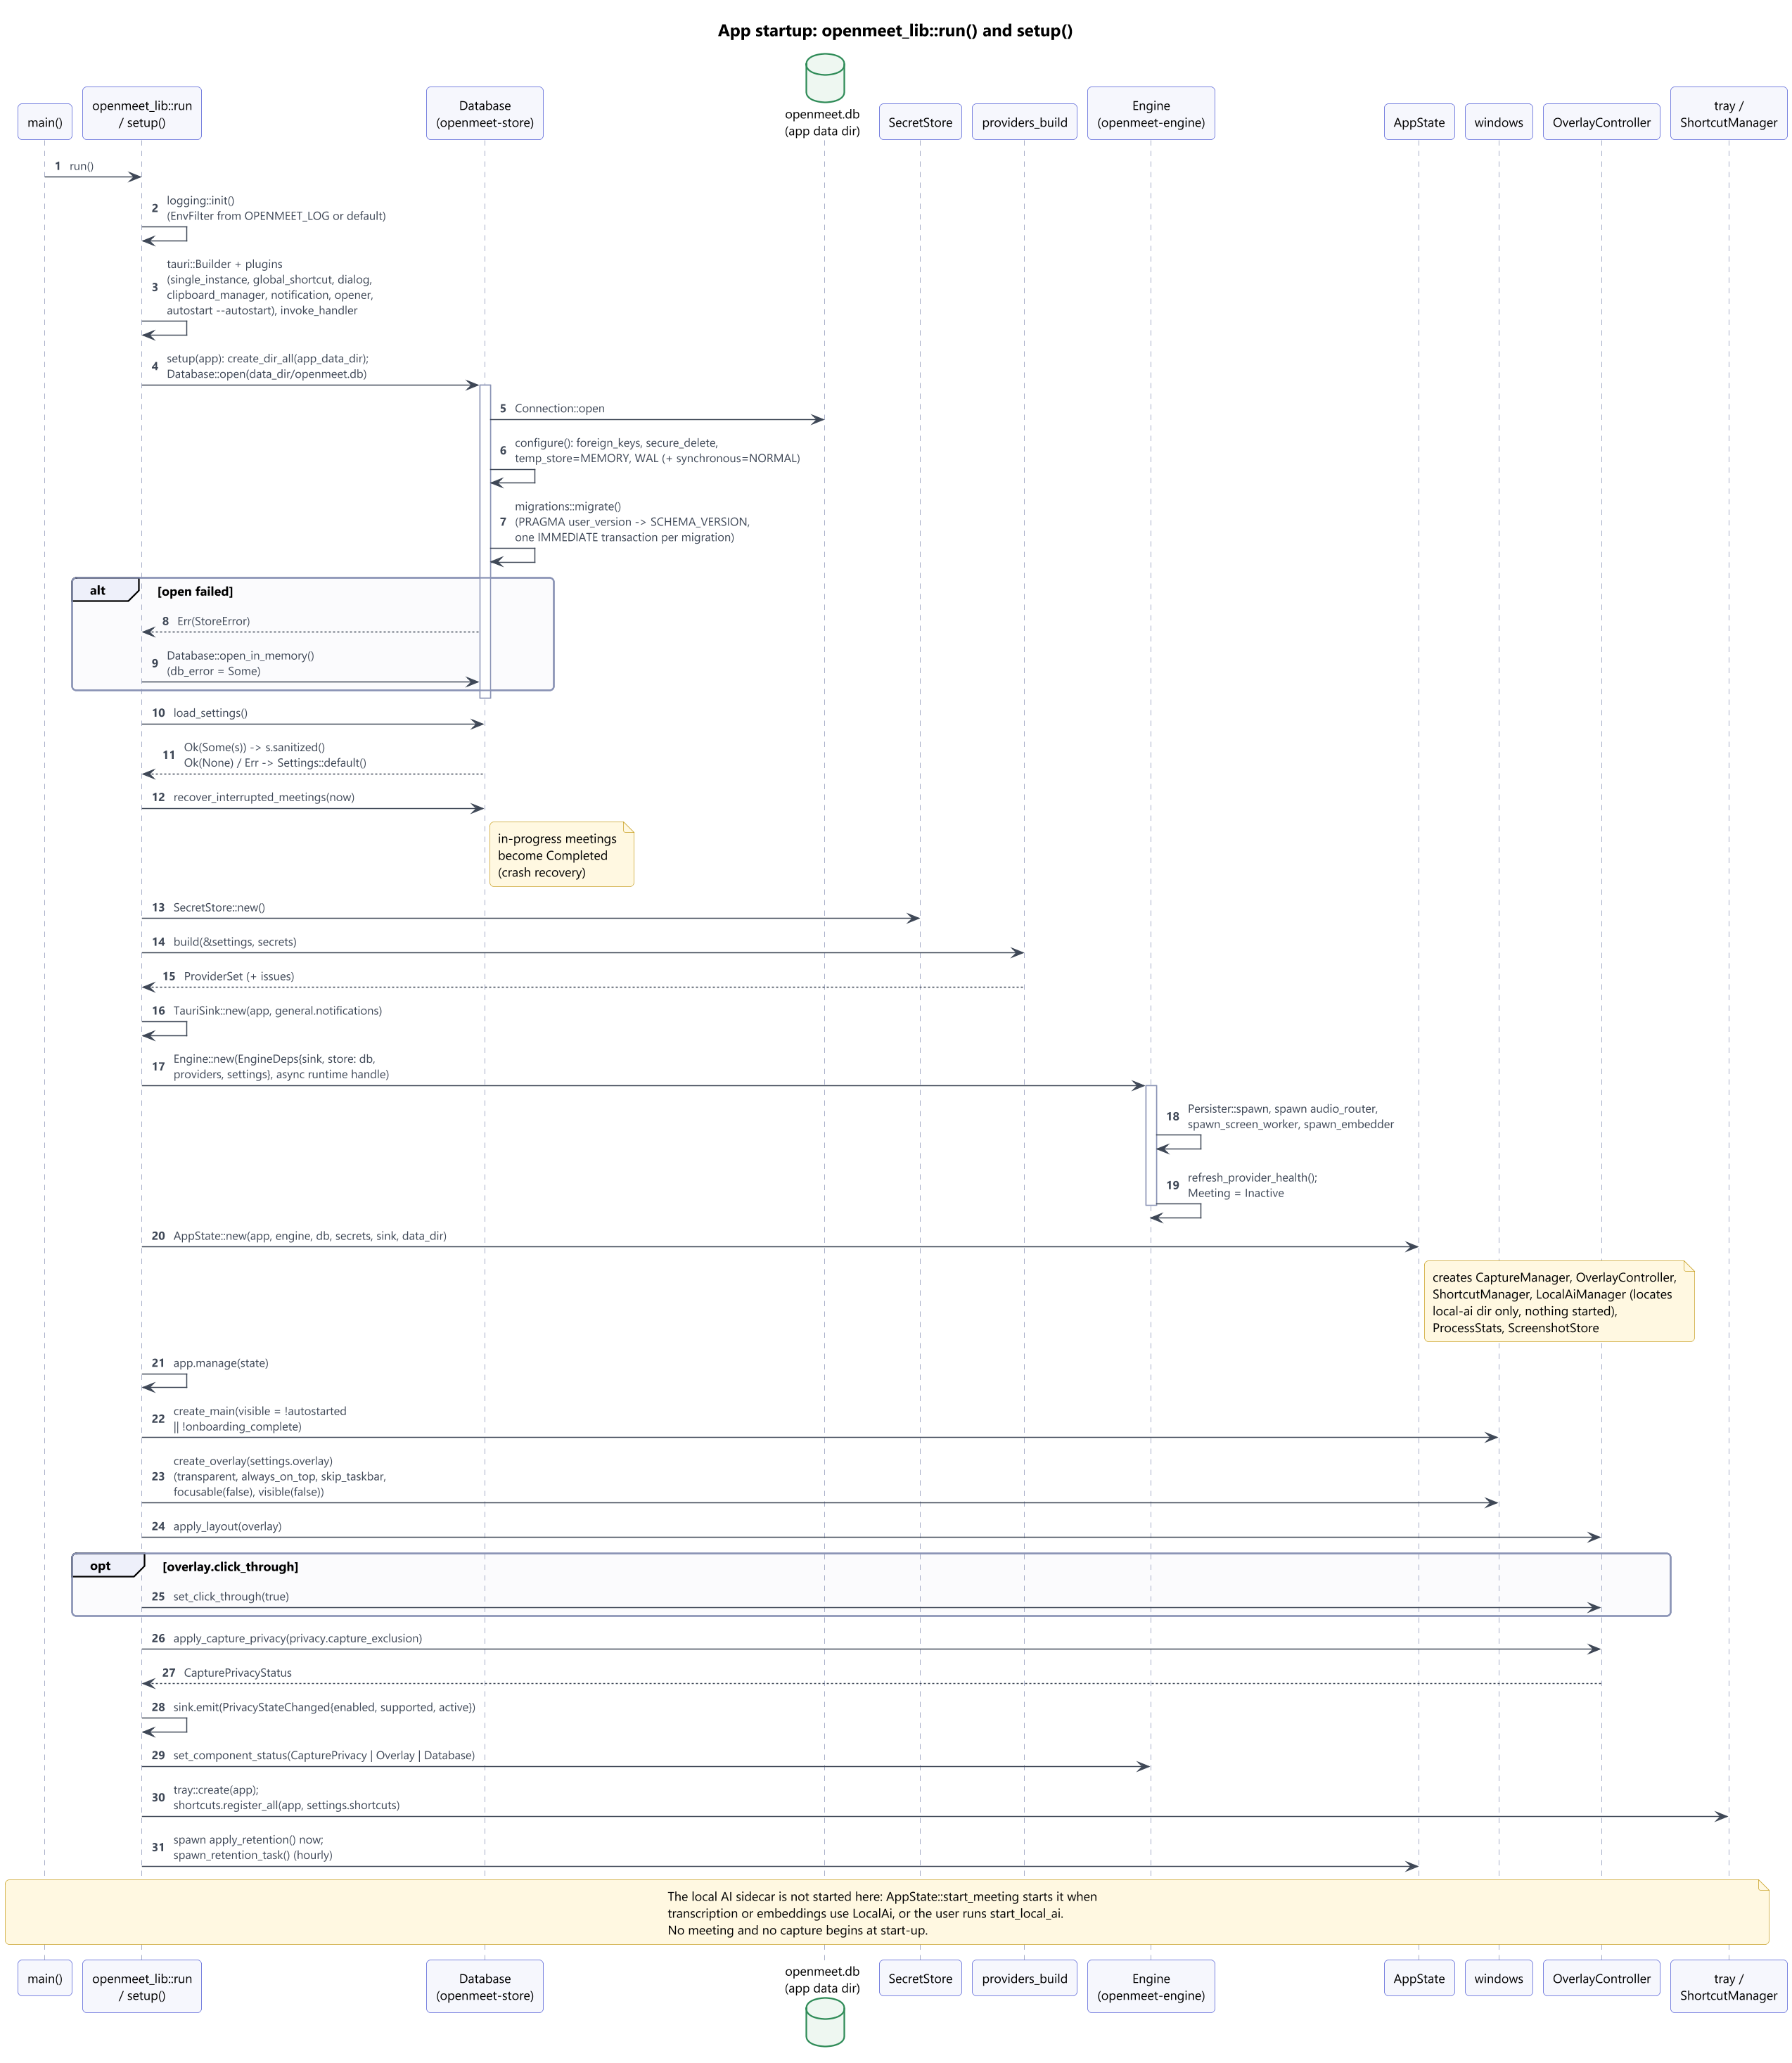 App startup: openmeet_lib::run() and setup()
main()
openmeet_lib::run
/ setup()
Database
(openmeet-store)
openmeet.db
(app data dir)
SecretStore
providers_build
Engine
(openmeet-engine)
AppState
windows
OverlayController
tray /
ShortcutManager
1 run()
2 logging::init()
(EnvFilter from OPENMEET_LOG or default)
3 tauri::Builder + plugins
(single_instance, global_shortcut, dialog,
clipboard_manager, notification, opener,
autostart --autostart), invoke_handler
4 setup(app): create_dir_all(app_data_dir);
Database::open(data_dir/openmeet.db)
5 Connection::open
6 configure(): foreign_keys, secure_delete,
temp_store=MEMORY, WAL (+ synchronous=NORMAL)
7 migrations::migrate()
(PRAGMA user_version -> SCHEMA_VERSION,
one IMMEDIATE transaction per migration)
alt [open failed]
8 Err(StoreError)
9 Database::open_in_memory()
(db_error = Some)
10 load_settings()
11 Ok(Some(s)) -> s.sanitized()
Ok(None) / Err -> Settings::default()
12 recover_interrupted_meetings(now)
in-progress meetings
become Completed
(crash recovery)
13 SecretStore::new()
14 build(&settings, secrets)
15 ProviderSet (+ issues)
16 TauriSink::new(app, general.notifications)
17 Engine::new(EngineDeps{sink, store: db,
providers, settings}, async runtime handle)
18 Persister::spawn, spawn audio_router,
spawn_screen_worker, spawn_embedder
19 refresh_provider_health();
Meeting = Inactive
20 AppState::new(app, engine, db, secrets, sink, data_dir)
creates CaptureManager, OverlayController,
ShortcutManager, LocalAiManager (locates
local-ai dir only, nothing started),
ProcessStats, ScreenshotStore
21 app.manage(state)
22 create_main(visible = !autostarted
|| !onboarding_complete)
23 create_overlay(settings.overlay)
(transparent, always_on_top, skip_taskbar,
focusable(false), visible(false))
24 apply_layout(overlay)
opt [overlay.click_through]
25 set_click_through(true)
26 apply_capture_privacy(privacy.capture_exclusion)
27 CapturePrivacyStatus
28 sink.emit(PrivacyStateChanged{enabled, supported, active})
29 set_component_status(CapturePrivacy | Overlay | Database)
30 tray::create(app);
shortcuts.register_all(app, settings.shortcuts)
31 spawn apply_retention() now;
spawn_retention_task() (hourly)
The local AI sidecar is not started here: AppState::start_meeting starts it when
transcription or embeddings use LocalAi, or the user runs start_local_ai.
No meeting and no capture begins at start-up.
main()
openmeet_lib::run
/ setup()
Database
(openmeet-store)
openmeet.db
(app data dir)
SecretStore
providers_build
Engine
(openmeet-engine)
AppState
windows
OverlayController
tray /
ShortcutManager